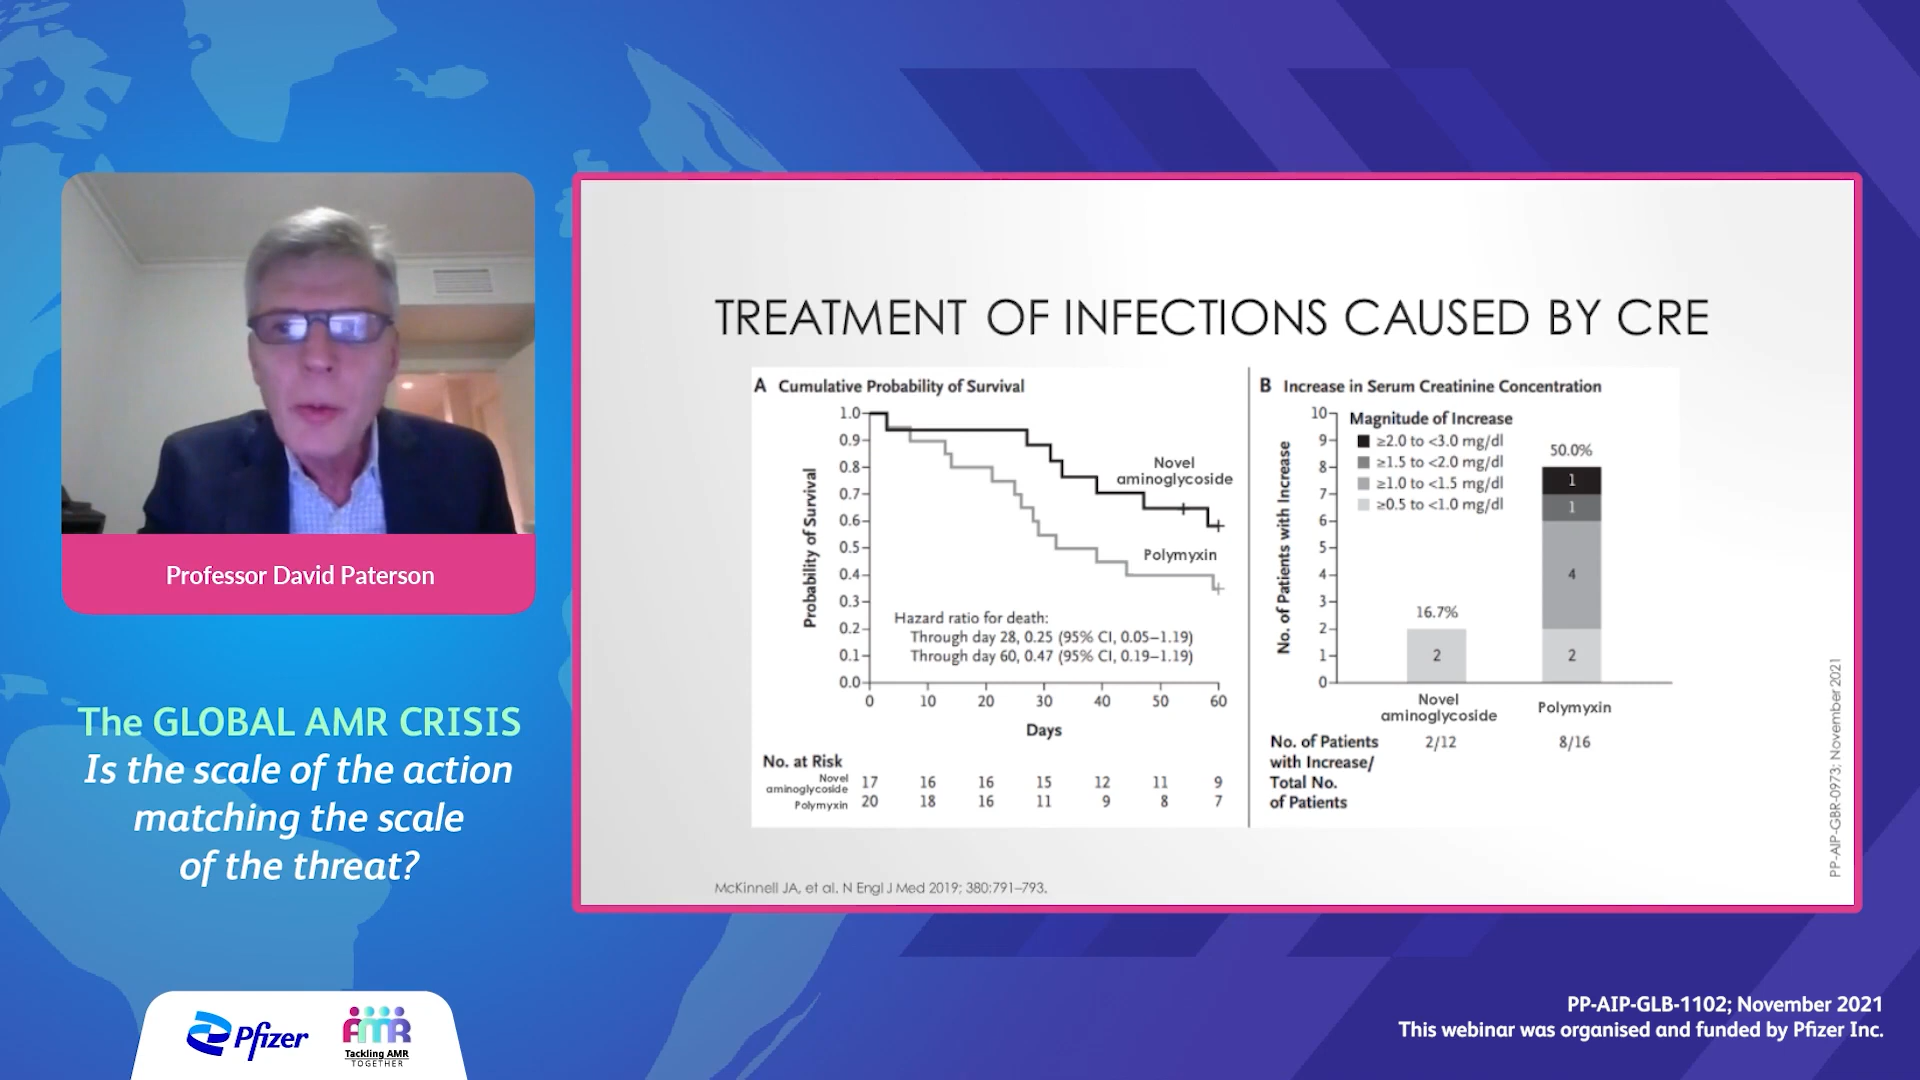 Professor David Paterson
The GLOBAL AMR CRISIS
Is the scale of the action
matching the scale
of the threat?
Pfizer
AMR
Tackling AMR
TOGETHER
TREATMENT OF INFECTIONS CAUSED BY CRE
A Cumulative Probability of Survival
Probability of Survival
1.0
0.9
0.8
0.7
0.6
0.5
0.4
0.3
0.2
0.1
0.0
Novel
aminoglycoside
Polymyxin
Hazard ratio for death:
Through day 28, 0.25 (95% CI, 0.05–1.19)
Through day 60, 0.47 (95% CI, 0.19–1.19)
0 10 20 30 40 50 60
Days
No. at Risk
Novel
aminoglycoside 17 16 16 15 12 11 9
Polymyxin 20 18 16 11 9 8 7
B Increase in Serum Creatinine Concentration
No. of Patients with Increase
10
9
8
7
6
5
4
3
2
1
0
Magnitude of Increase
≥2.0 to <3.0 mg/dl
≥1.5 to <2.0 mg/dl
≥1.0 to <1.5 mg/dl
≥0.5 to <1.0 mg/dl
16.7%
2
50.0%
1
1
4
2
Novel
aminoglycoside
Polymyxin
No. of Patients
with Increase/
Total No.
of Patients
2/12 8/16
McKinnell JA, et al. N Engl J Med 2019; 380:791–793.
PP-AIP-GBR-0973; November 2021
PP-AIP-GLB-1102; November 2021
This webinar was organised and funded by Pfizer Inc.